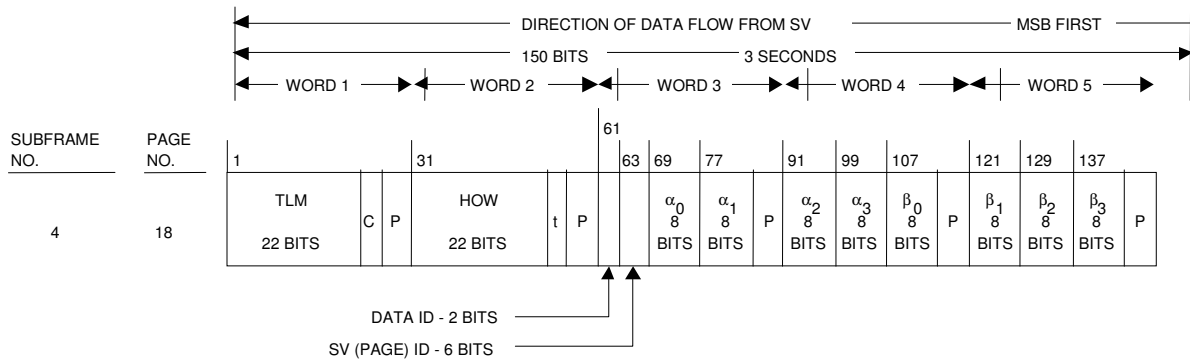 DIRECTION OF DATA FLOW FROM SV MSB FIRST
150 BITS 3 SECONDS
WORD 1 WORD 2 WORD 3 WORD 4 WORD 5
SUBFRAME NO.
PAGE NO.
61
1 31 63 69 77 91 99 107 121 129 137
4 18
TLM 22 BITS
C
P
HOW 22 BITS
t
P
α0 8 BITS
α1 8 BITS
P
α2 8 BITS
α3 8 BITS
β0 8 BITS
P
β1 8 BITS
β2 8 BITS
β3 8 BITS
P
DATA ID - 2 BITS
SV (PAGE) ID - 6 BITS